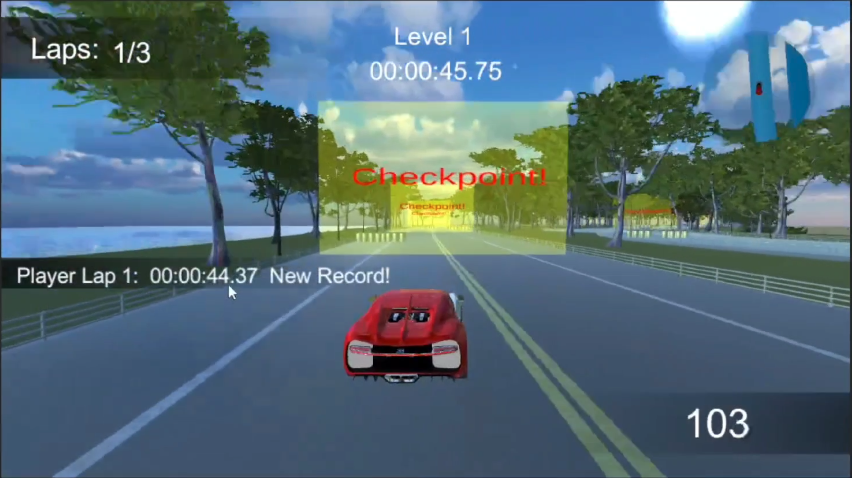 Laps: 1/3
Level 1
00:00:45.75
Checkpoint!
Checkpoint!
Player Lap 1: 00:00:44.37 New Record!
103